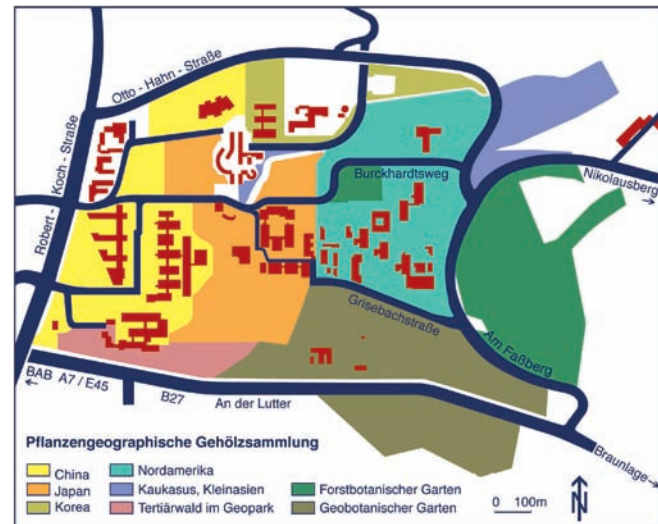 Otto - Hahn - Straße
Robert - Koch - Straße
Burckhardtsweg
Nikolausberg
Grisebachstraße
Am Faßberg
BAB A7 / E45
B27
An der Lutter
Braunlage
Pflanzengeographische Gehölzsammlung
China
Japan
Korea
Nordamerika
Kaukasus, Kleinasien
Tertiärwald im Geopark
Forstbotanischer Garten
Geobotanischer Garten
0 100m
N